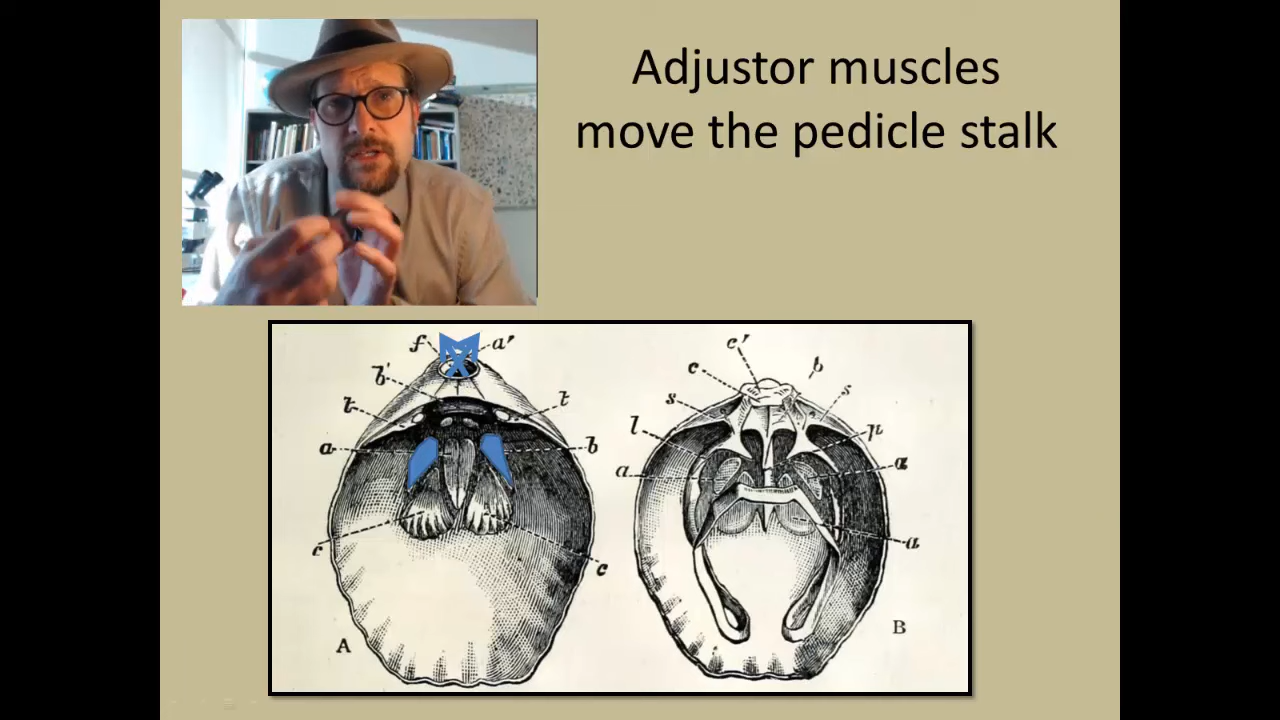 Adjustor muscles
move the pedicle stalk
f a'
b'
t t
a b
c c
A
c' b
c s
s
l p
a a
a
B